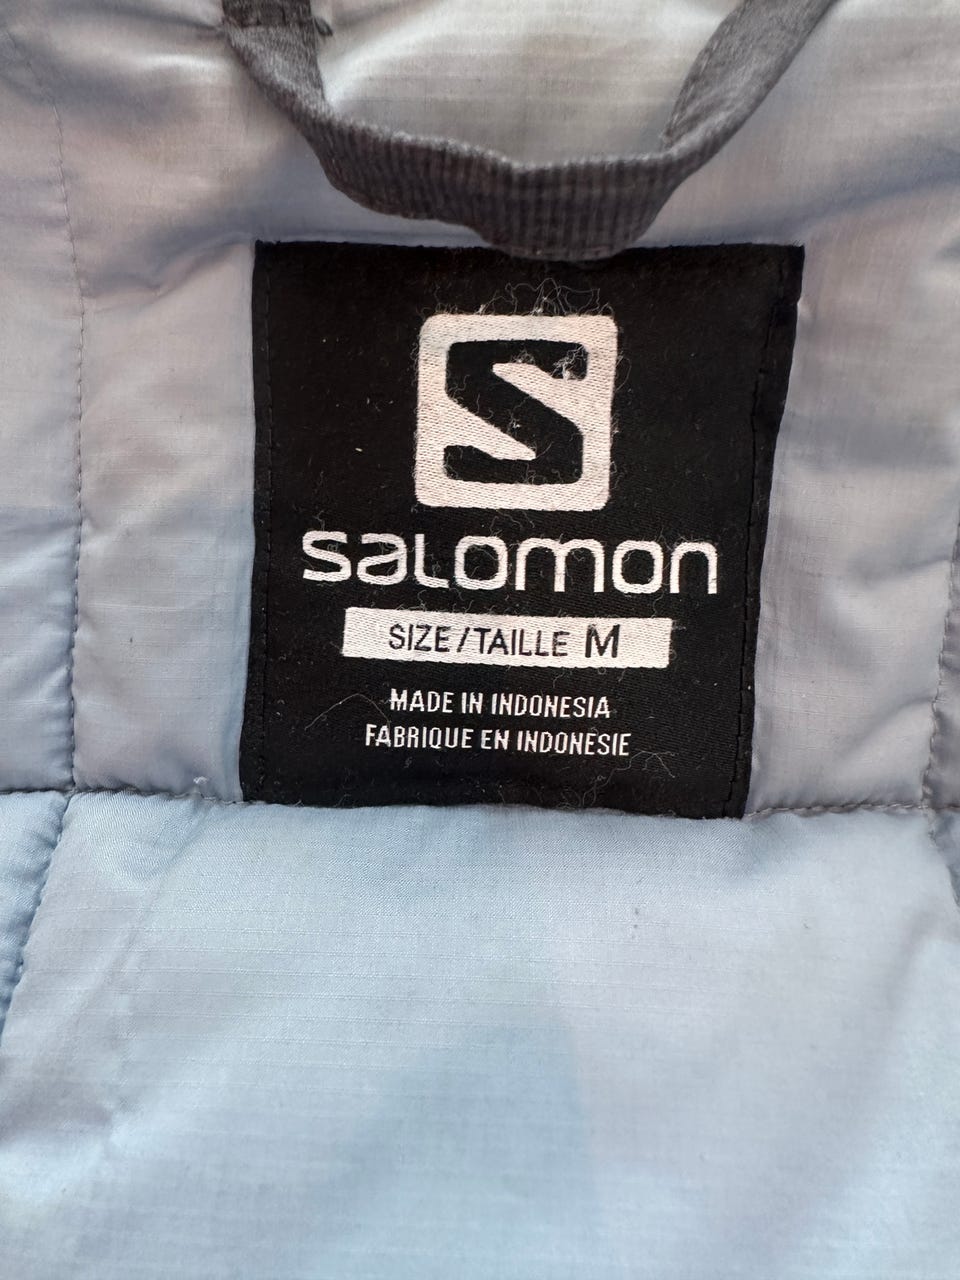 S
SALOMON
SIZE/TAILLE M
MADE IN INDONESIA
FABRIQUE EN INDONESIE